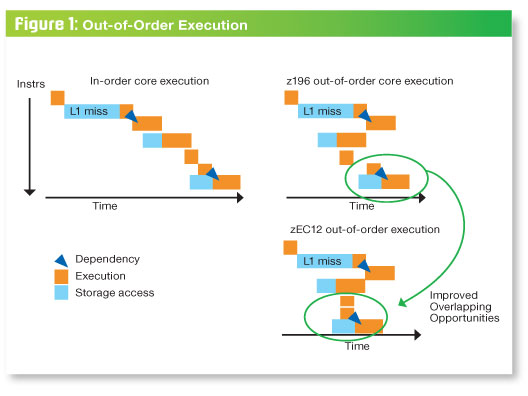 Figure 1: Out-of-Order Execution
In-order core execution
Instrs
L1 miss
Time
z196 out-of-order core execution
L1 miss
Time
zEC12 out-of-order execution
L1 miss
Time
Improved
Overlapping
Opportunities
Dependency
Execution
Storage access